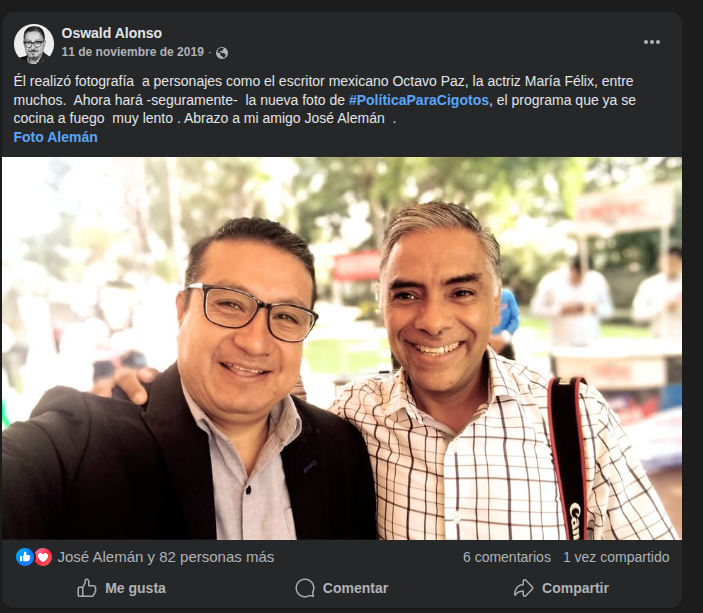 Oswald Alonso
11 de noviembre de 2019 ·
Él realizó fotografía  a personajes como el escritor mexicano Octavo Paz, la actriz María Félix, entre
muchos.  Ahora hará -seguramente-  la nueva foto de #PolíticaParaCigotos, el programa que ya se
cocina a fuego  muy lento . Abrazo a mi amigo José Alemán  .
Foto Alemán
José Alemán y 82 personas más
6 comentarios 1 vez compartido
Me gusta
Comentar
Compartir